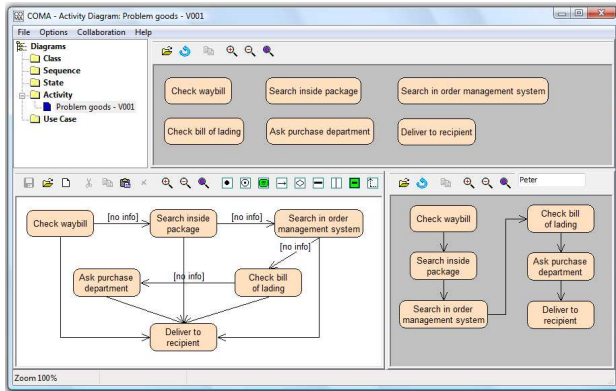 COMA - Activity Diagram: Problem goods - V001
File Options Collaboration Help
Diagrams
Class
Sequence
State
Activity
Problem goods - V001
Use Case
Check waybill
Search inside package
Search in order management system
Check bill of lading
Ask purchase department
Deliver to recipient
Check waybill
[no info]
Search inside
package
[no info]
Search in order
management system
[no info]
Ask purchase
department
[no info]
Check bill
of lading
Deliver to
recipient
Peter
Check waybill
Search inside
package
Search in order
management system
Check bill
of lading
Ask purchase
department
Deliver to
recipient
Zoom 100%